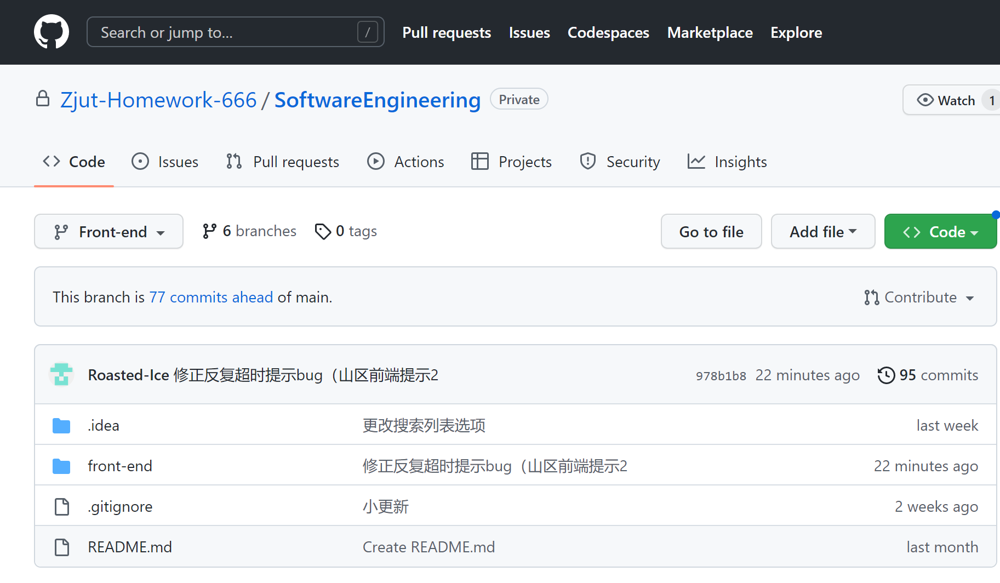 Search or jump to... /
Pull requests Issues Codespaces Marketplace Explore
Zjut-Homework-666 / SoftwareEngineering Private
Watch 1
Code Issues Pull requests Actions Projects Security Insights
Front-end 6 branches 0 tags Go to file Add file Code
This branch is 77 commits ahead of main. Contribute
Roasted-Ice 修正反复超时提示bug（山区前端提示2 978b1b8 22 minutes ago 95 commits
.idea 更改搜索列表选项 last week
front-end 修正反复超时提示bug（山区前端提示2 22 minutes ago
.gitignore 小更新 2 weeks ago
README.md Create README.md last month